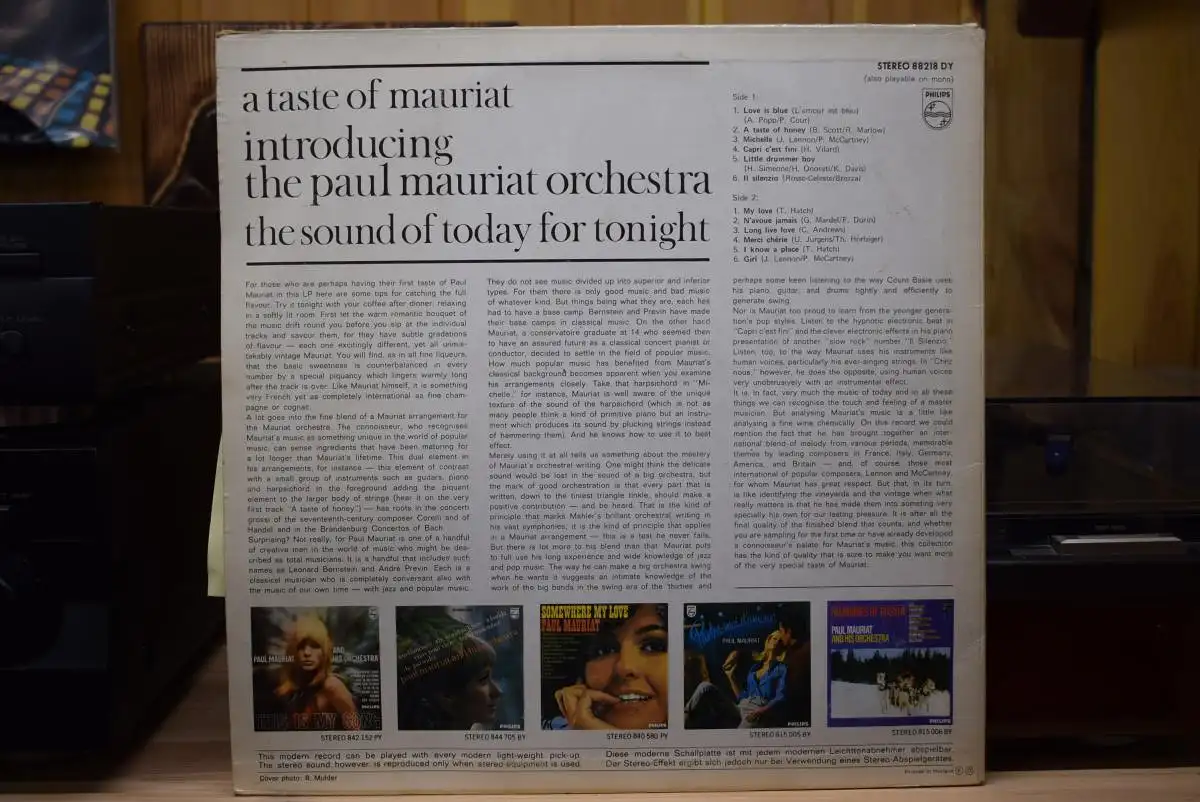 a taste of mauriat
introducing
the paul mauriat orchestra
the sound of today for tonight
STEREO 88218 DY
(also playable on mono)
PHILIPS
Side 1:
1. Love is blue (L'amour est bleu)
(A. Popp/P. Cour)
2. A taste of honey (B. Scott/R. Marlow)
3. Michelle (J. Lennon/P. McCartney)
4. Capri c'est fini (H. Vilard)
5. Little drummer boy
(H. Simeone/H. Onorati/K. Davis)
6. Il silenzio (Rosso-Celeste/Brezza)
Side 2:
1. My love (T. Hatch)
2. N'avoue jamais (G. Mardel/F. Dorin)
3. Long live love (C. Andrews)
4. Merci chérie (U. Jurgens/Th. Hörbiger)
5. I know a place (T. Hatch)
6. Girl (J. Lennon/P. McCartney)
For those who are perhaps having their first taste of Paul
Mauriat in this LP here are some tips for catching the full
flavour. Try it tonight with your coffee after dinner, relaxing
in a softly lit room. First let the warm romantic bouquet of
the music drift round you before you sip at the individual
tracks and savour them, for they have subtle gradations
of flavour — each one excitingly different, yet all unmis-
takably vintage Mauriat. You will find, as in all fine liqueurs,
that the basic sweetness is counterbalanced in every
number by a special piquancy which lingers warmly long
after the track is over. Like Mauriat himself, it is something
very French yet as completely international as fine cham-
pagne or cognac.
A lot goes into the fine blend of a Mauriat arrangement for
the Mauriat orchestra. The connoisseur, who recognises
Mauriat's music as something unique in the world of popular
music, can sense ingredients that have been maturing for
a lot longer than Mauriat's lifetime. This dual element in
his arrangements, for instance — this element of contrast
with a small group of instruments such as guitars, piano
and harpsichord in the foreground adding the piquant
element to the larger body of strings (hear it on the very
first track "A taste of honey") — has roots in the concerti
grossi of the seventeenth-century composer Corelli and of
Handel and in the Brandenburg Concertos of Bach.
Surprising? Not really, for Paul Mauriat is one of a handful
of creative men in the world of music who might be des-
cribed as total musicians. It is a handful that includes such
names as Leonard Bernstein and André Previn. Each is a
classical musician who is completely conversant also with
the music of our own time — with jazz and popular music.
They do not see music divided up into superior and inferior
types. For them there is only good music and bad music
of whatever kind. But things being what they are, each has
had to have a base camp. Bernstein and Previn have made
their base camps in classical music. On the other hand
Mauriat, a conservatoire graduate at 14 who seemed then
to have an assured future as a classical concert pianist or
conductor, decided to settle in the field of popular music.
How much popular music has benefited from Mauriat's
classical background becomes apparent when you examine
his arrangements closely. Take that harpsichord in "Mi-
chelle," for instance, Mauriat is well aware of the unique
texture of the sound of the harpsichord (which is not as
many people think a kind of primitive piano but an instru-
ment which produces its sound by plucking strings instead
of hammering them). And he knows how to use it to best
effect.
Merely using it at all tells us something about the mastery
of Mauriat's orchestral writing. One might think the delicate
sound would be lost in the sound of a big orchestra, but
the mark of good orchestration is that every part that is
written, down to the tiniest triangle tinkle, should make a
positive contribution — and be heard. That is the kind of
principle that marks Mahler's brilliant orchestral writing in
his vast symphonies; it is the kind of principle that applies
in a Mauriat arrangement — this is a test he never fails.
But there is lot more to his blend than that. Mauriat puts
to full use his long experience and wide knowledge of jazz
and pop music. The way he can make a big orchestra swing
when he wants it suggests an intimate knowledge of the
work of the big bands in the swing era of the 'thirties' and
perhaps some keen listening to the way Count Basie uses
his piano, guitar, and drums tightly and efficiently to
generate swing.
Nor is Mauriat too proud to learn from the younger genera-
tion's pop styles. Listen to the hypnotic electronic beat in
"Capri c'est fini" and the clever electronic effects in his piano
presentation of another "slow rock" number "Il Silenzio."
Listen, too, to the way Mauriat uses his instruments like
human voices, particularly his ever-singing strings. In "Chez
nous," however, he does the opposite, using human voices
very unobtrusively with an instrumental effect.
It is, in fact, very much the music of today and in all these
things we can recognise the touch and feeling of a master
musician. But analysing Mauriat's music is a little like
analysing a fine wine chemically. On this record we could
mention the fact that he has brought together an inter-
national blend of melody from various periods, memorable
themes by leading composers in France, Italy, Germany,
America, and Britain — and, of course, those most
international of popular composers, Lennon and McCartney,
for whom Mauriat has great respect. But that, in its turn,
is like identifying the vineyards and the vintage when what
really matters is that he has made them into something very
specially his own for our lasting pleasure. It is after all the
final quality of the finished blend that counts, and whether
you are sampling for the first time or have already developed
a connoisseur's palate for Mauriat's music, this collection
has the kind of quality that is sure to make you want more
of the very special taste of Mauriat.
PAUL MAURIAT AND HIS ORCHESTRA
THIS IS MY SONG
PHILIPS
paul mauriat
PHILIPS
SOMEWHERE MY LOVE
PAUL MAURIAT
PHILIPS
PAUL MAURIAT
PHILIPS
PAUL MAURIAT
AND HIS ORCHESTRA
PHILIPS
STEREO 842 152 PY
STEREO 844 705 BY
STEREO 840 580 PY
STEREO 815 005 BY
STEREO 815 006 BY
This modern record can be played with every modern light-weight pick-up.
The stereo sound, however, is reproduced only when stereo equipment is used.
Diese moderne Schallplatte ist mit jedem modernen Leichttonabnehmer abspielbar.
Der Stereo-Effekt ergibt sich jedoch nur bei Verwendung eines Stereo-Abspielgerätes.
Cover photo: R. Mulder
Printed in Holland